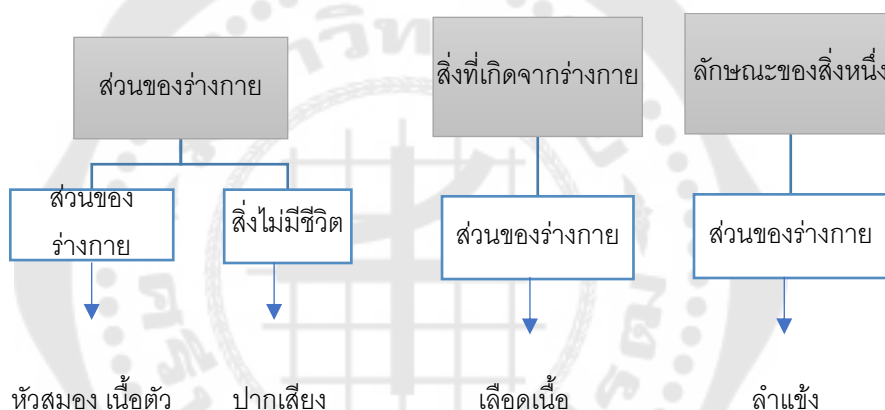 ส่วนของร่างกาย
สิ่งที่เกิดจากร่างกาย
ลักษณะของสิ่งหนึ่ง
ส่วนของ
ร่างกาย
สิ่งไม่มีชีวิต
ส่วนของร่างกาย
ส่วนของร่างกาย
หัวสมอง เนื้อตัว
ปากเสียง
เลือดเนื้อ
ลำแข้ง